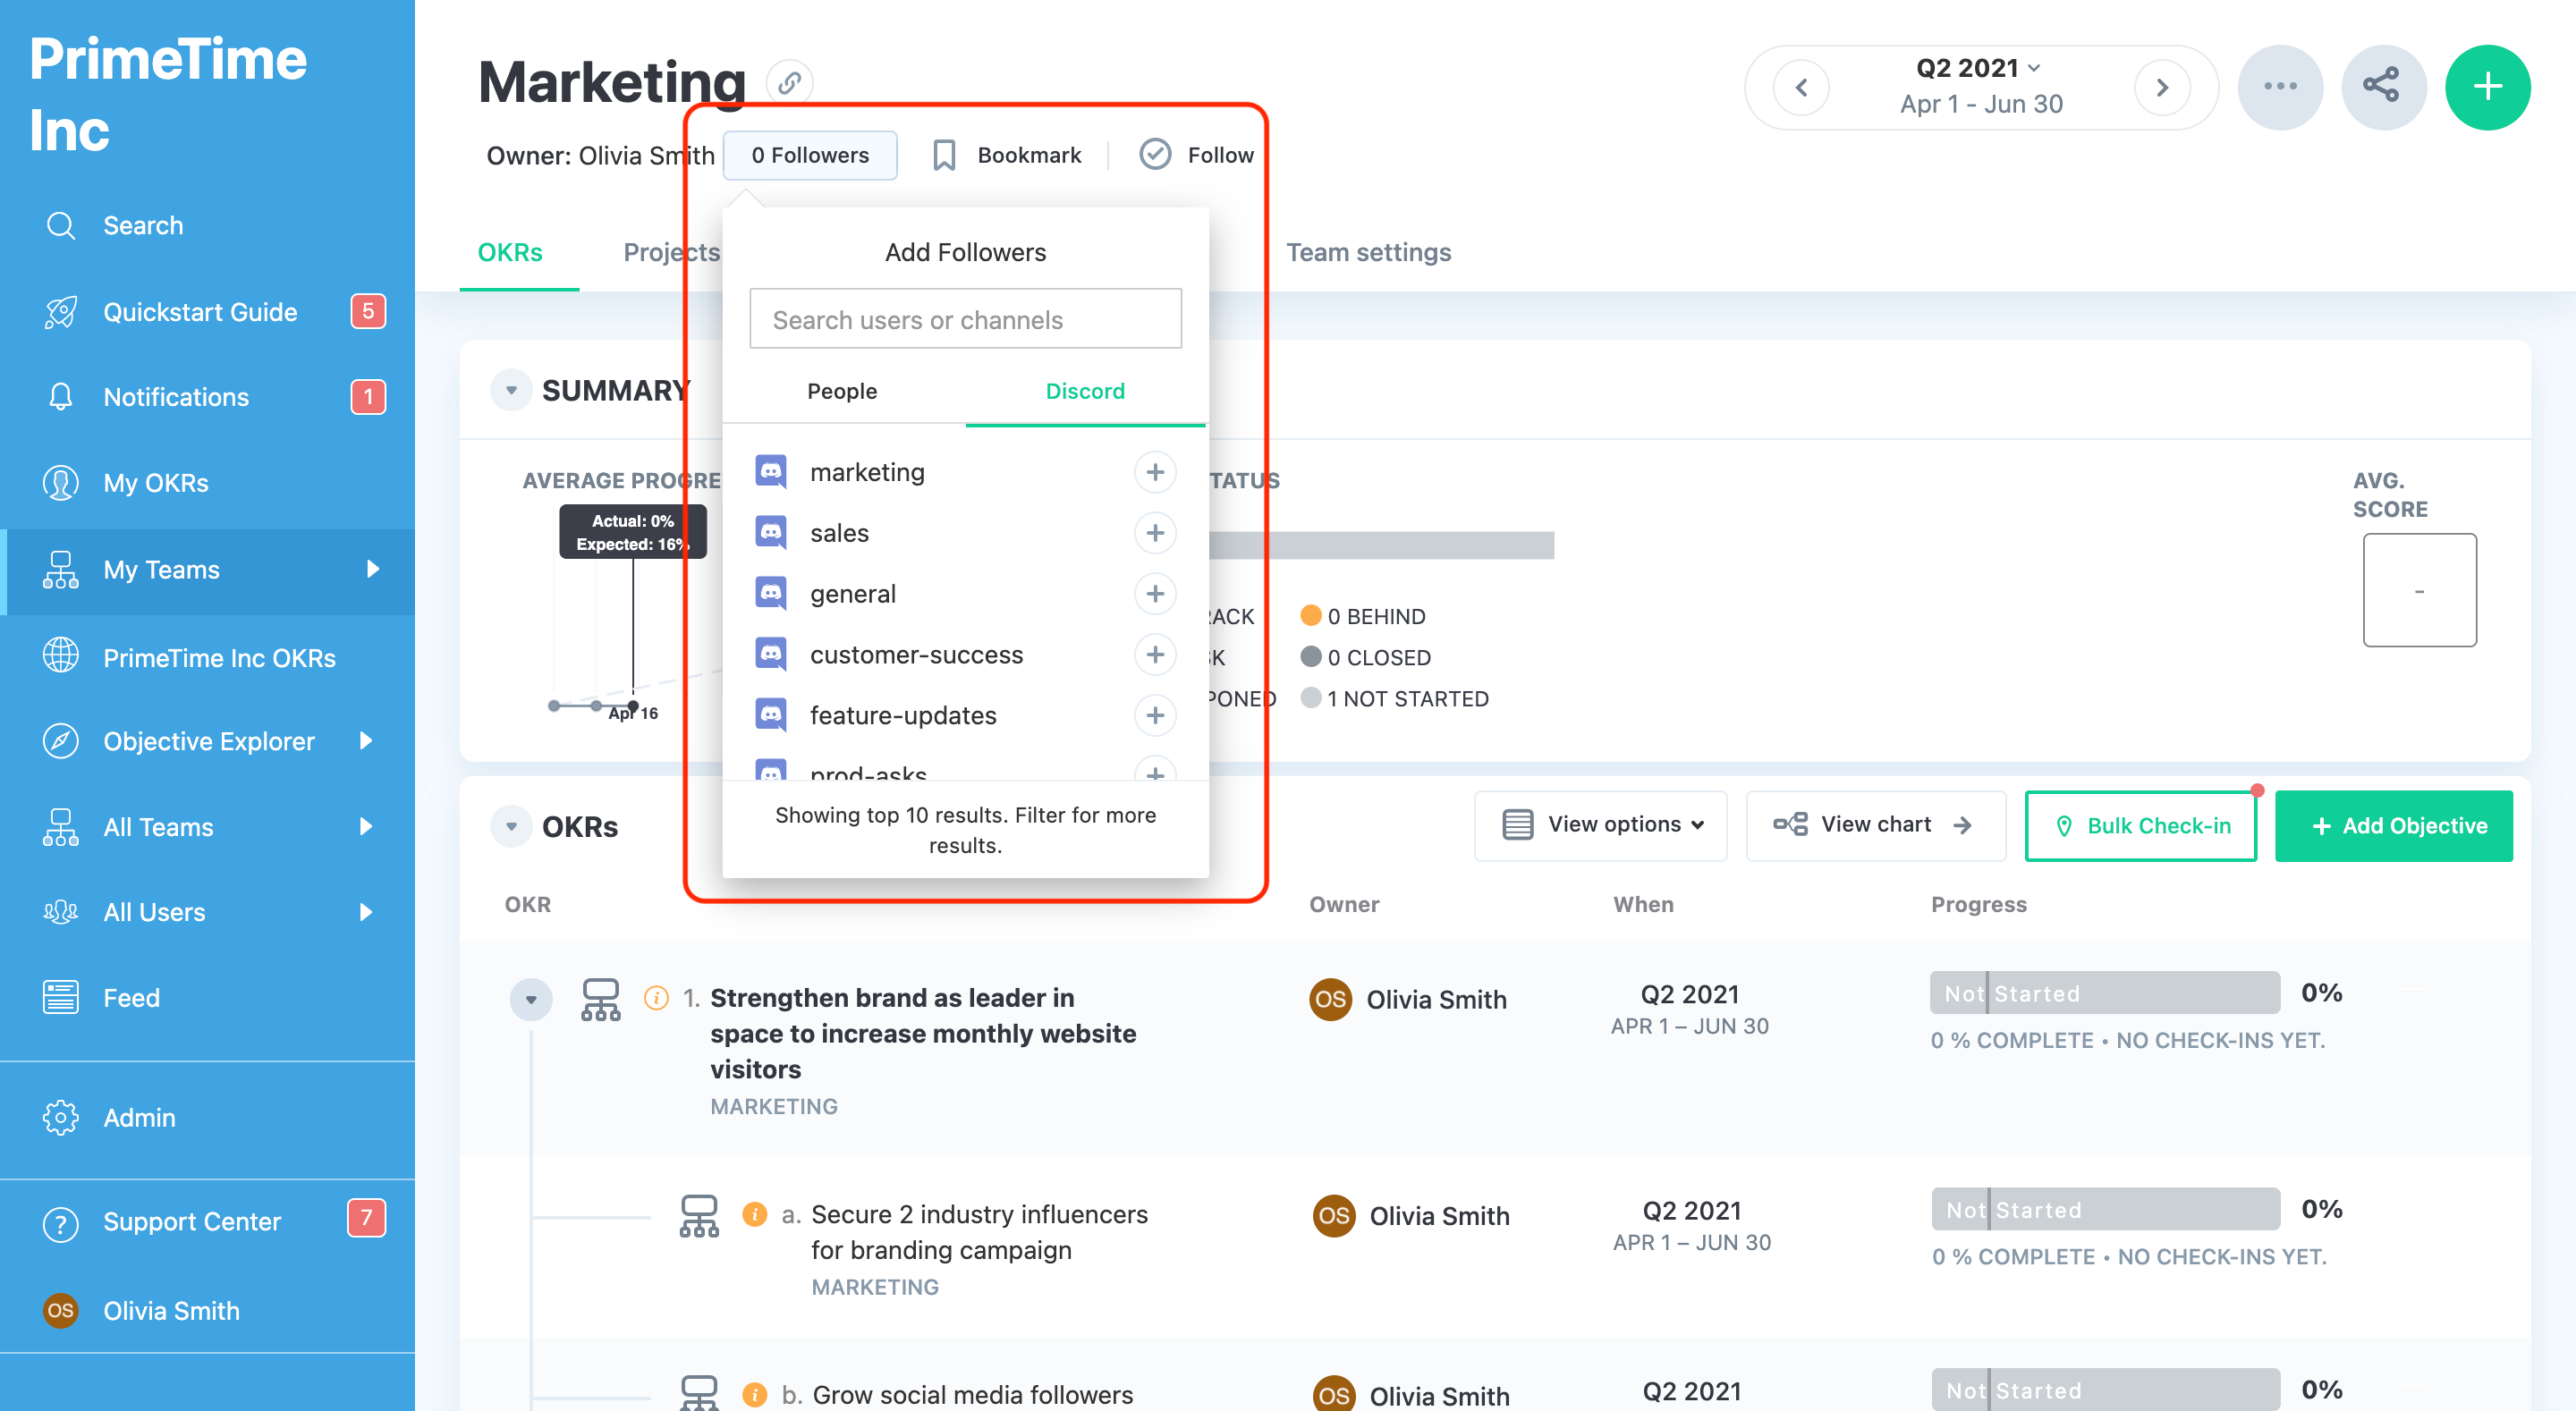 PrimeTime
Inc
Search
Quickstart Guide 5
Notifications 1
My OKRs
My Teams
PrimeTime Inc OKRs
Objective Explorer
All Teams
All Users
Feed
Admin
Support Center 7
OS Olivia Smith
Marketing
Owner: Olivia Smith 0 Followers Bookmark Follow
Q2 2021
Apr 1 - Jun 30
OKRs Projects Team settings
Add Followers
Search users or channels
People Discord
marketing
sales
general
customer-success
feature-updates
prod-asks
Showing top 10 results. Filter for more
results.
SUMMARY
AVERAGE PROGRE
Actual: 0%
Expected: 16%
Apr 16
TATUS
RACK 0 BEHIND
SK 0 CLOSED
PONED 1 NOT STARTED
AVG.
SCORE
-
OKRs View options View chart Bulk Check-in Add Objective
OKR Owner When Progress
1. Strengthen brand as leader in
space to increase monthly website
visitors
MARKETING
OS Olivia Smith
Q2 2021
APR 1 – JUN 30
Not Started 0%
0 % COMPLETE • NO CHECK-INS YET.
a. Secure 2 industry influencers
for branding campaign
MARKETING
OS Olivia Smith
Q2 2021
APR 1 – JUN 30
Not Started 0%
0 % COMPLETE • NO CHECK-INS YET.
b. Grow social media followers
OS Olivia Smith
Q2 2021
Not Started 0%